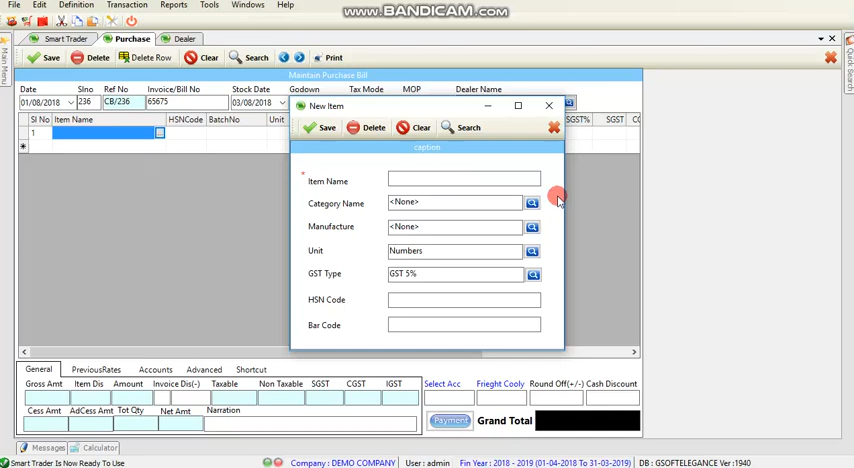 File Definition Transaction Reports Tools Windows Help
www.BANDICAM.com
Smart Trader Purchase Dealer
Save Delete Delete Row Clear Search Print
Maintain Purchase Bill
Date Slno Ref No Invoice/Bill No Stock Date Godown Tax Mode MOP Dealer Name
01/08/2018 236 CB/236 65675 03/08/2018
Sl No Item Name HSNCode BatchNo Unit SGST% SGST
1
New Item
Save Delete Clear Search
caption
* Item Name
Category Name <None>
Manufacture <None>
Unit Numbers
GST Type GST 5%
HSN Code
Bar Code
Main Menu
Quick Search
General PreviousRates Accounts Advanced Shortcut
Gross Amt Item Dis Amount Invoice Dis(-) Taxable Non Taxable SGST CGST IGST Select Acc Frieght Cooly Round Off(+/-) Cash Discount
Cess Amt AdCess Amt Tot Qty Net Amt Narration
Payment Grand Total
Messages Calculator
Smart Trader Is Now Ready To Use Company : DEMO COMPANY User : admin Fin Year : 2018 - 2019 (01-04-2018 To 31-03-2019) DB : GSOFTELEGANCE Ver:1940